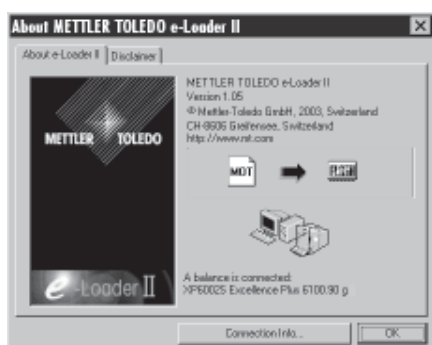 About METTLER TOLEDO e-Loader II
About e-Loader II
Disclaimer
METTLER TOLEDO
e-Loader II
METTLER TOLEDO e-Loader II
Version 1.05
© Mettler-Toledo GmbH, 2003, Switzerland
CH-8606 Greifensee, Switzerland
http://www.mt.com
MOT
FLASH
A balance is connected:
XP6002S Excellence Plus 6100.90 g
Connection Info...
OK